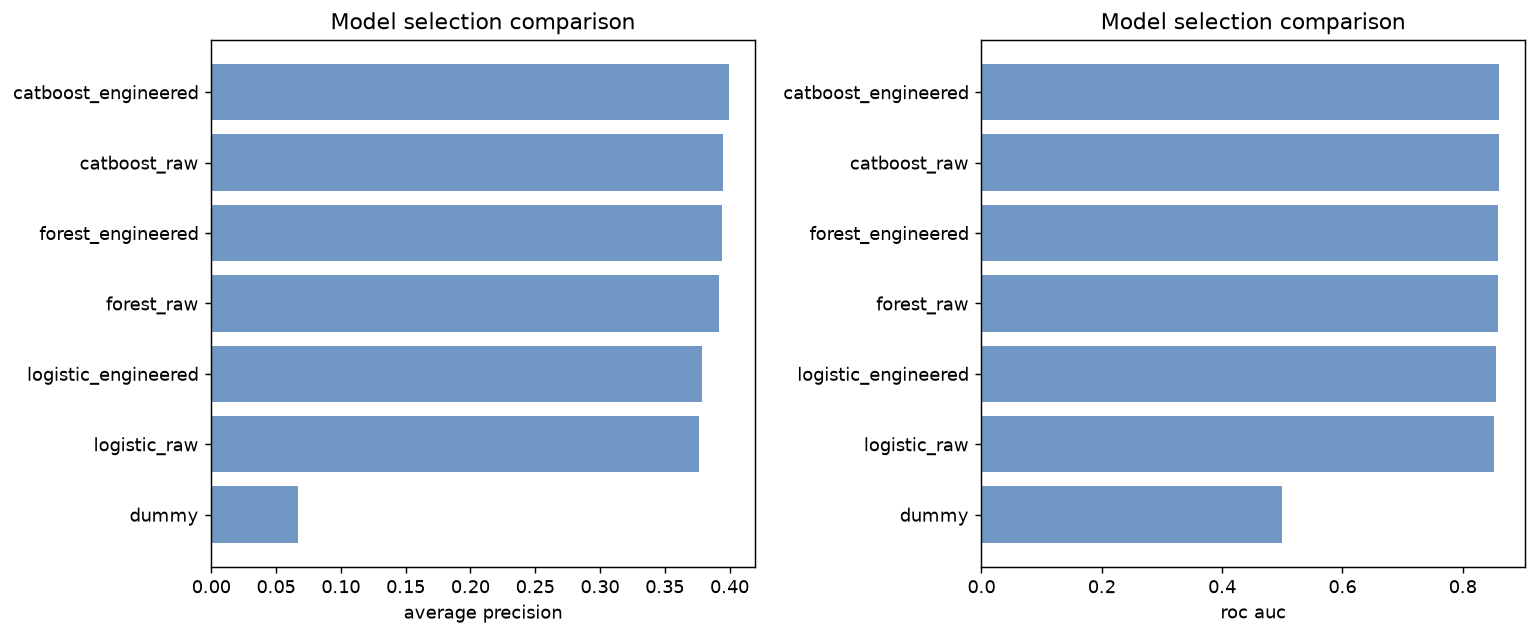 Model selection comparison
catboost_engineered
catboost_raw
forest_engineered
forest_raw
logistic_engineered
logistic_raw
dummy
0.00 0.05 0.10 0.15 0.20 0.25 0.30 0.35 0.40
average precision
Model selection comparison
catboost_engineered
catboost_raw
forest_engineered
forest_raw
logistic_engineered
logistic_raw
dummy
0.0 0.2 0.4 0.6 0.8
roc auc